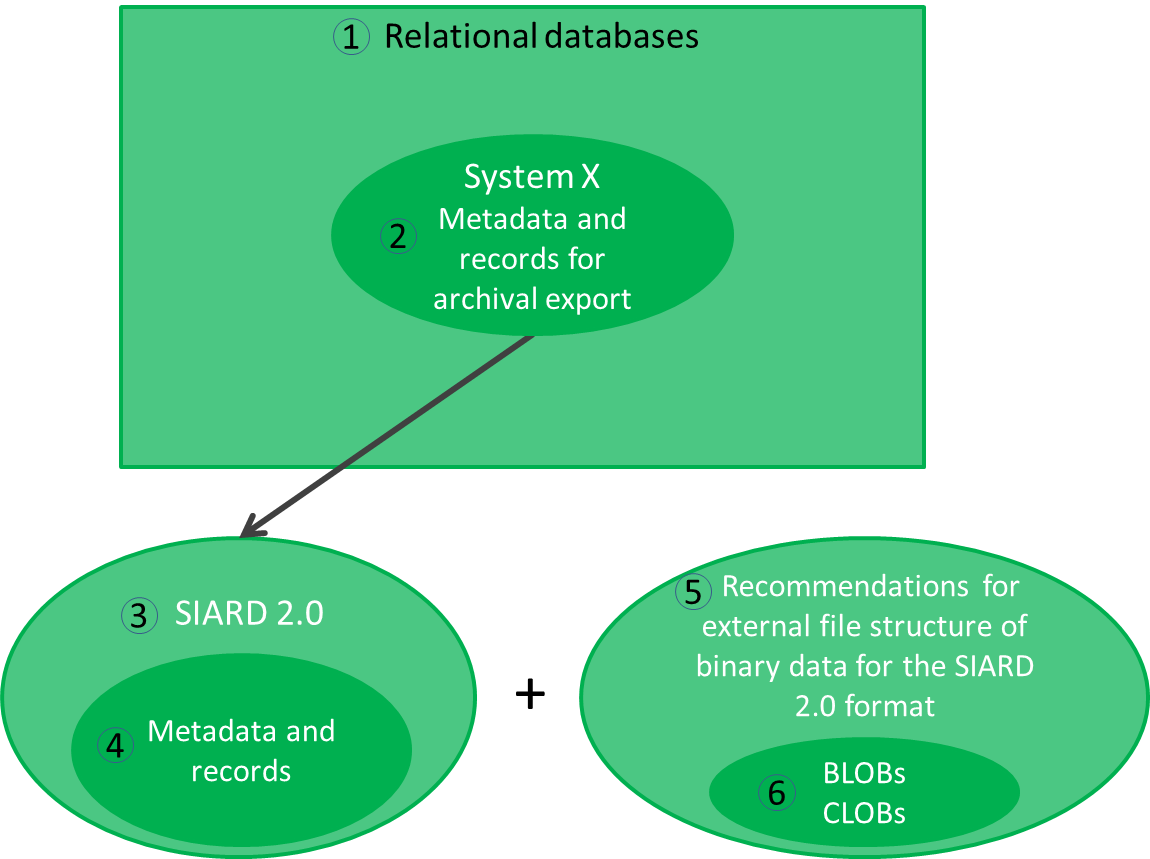 ① Relational databases
System X
② Metadata and
records for
archival export
③ SIARD 2.0
④ Metadata and
records
+
⑤ Recommendations for
external file structure of
binary data for the SIARD
2.0 format
⑥ BLOBs
CLOBs